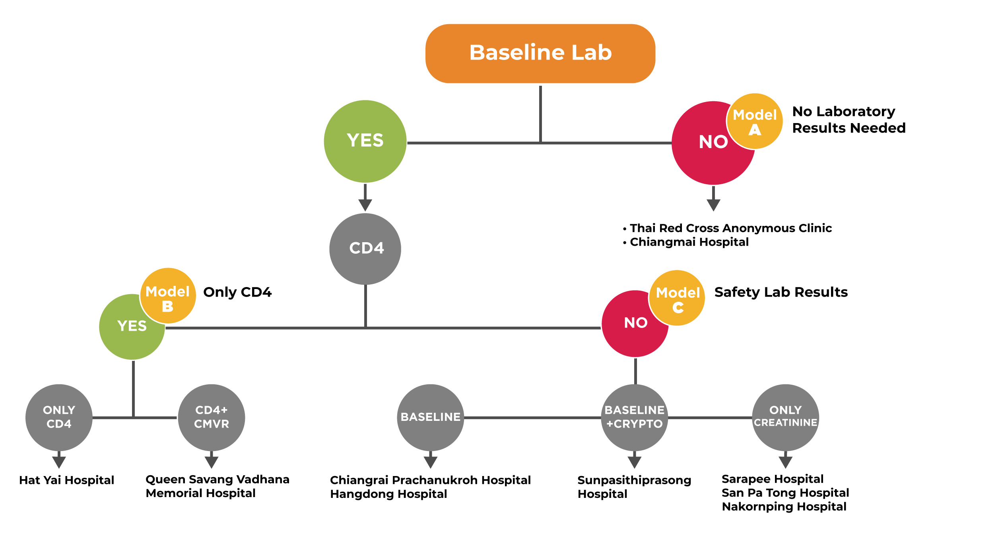 Baseline Lab
YES
NO
Model
A
No Laboratory
Results Needed
• Thai Red Cross Anonymous Clinic
• Chiangmai Hospital
CD4
YES
Model
B
Only CD4
NO
Model
C
Safety Lab Results
ONLY
CD4
CD4+
CMVR
BASELINE
BASELINE
+CRYPTO
ONLY
CREATININE
Hat Yai Hospital
Queen Savang Vadhana
Memorial Hospital
Chiangrai Prachanukroh Hospital
Hangdong Hospital
Sunpasithiprasong
Hospital
Sarapee Hospital
San Pa Tong Hospital
Nakornping Hospital